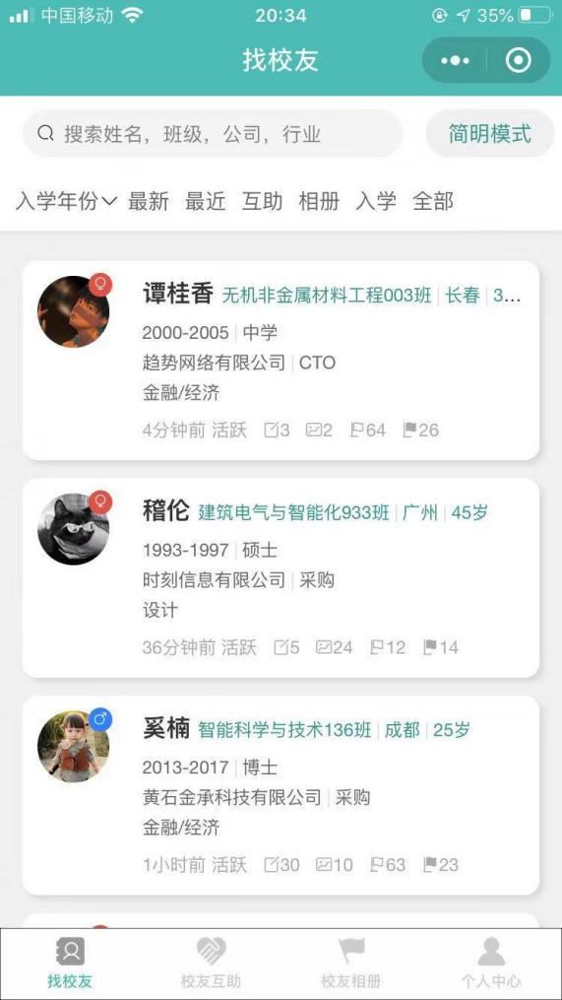 中国移动 20:34 35%
找校友
搜索姓名，班级，公司，行业 简明模式
入学年份 最新 最近 互助 相册 入学 全部
谭桂香 无机非金属材料工程003班 | 长春 | 3...
2000-2005 | 中学
趋势网络有限公司 | CTO
金融/经济
4分钟前 活跃 3 2 64 26
稽伦 建筑电气与智能化933班 | 广州 | 45岁
1993-1997 | 硕士
时刻信息有限公司 | 采购
设计
36分钟前 活跃 5 24 12 14
奚楠 智能科学与技术136班 | 成都 | 25岁
2013-2017 | 博士
黄石金承科技有限公司 | 采购
金融/经济
1小时前 活跃 30 10 63 23
找校友 校友互助 校友相册 个人中心